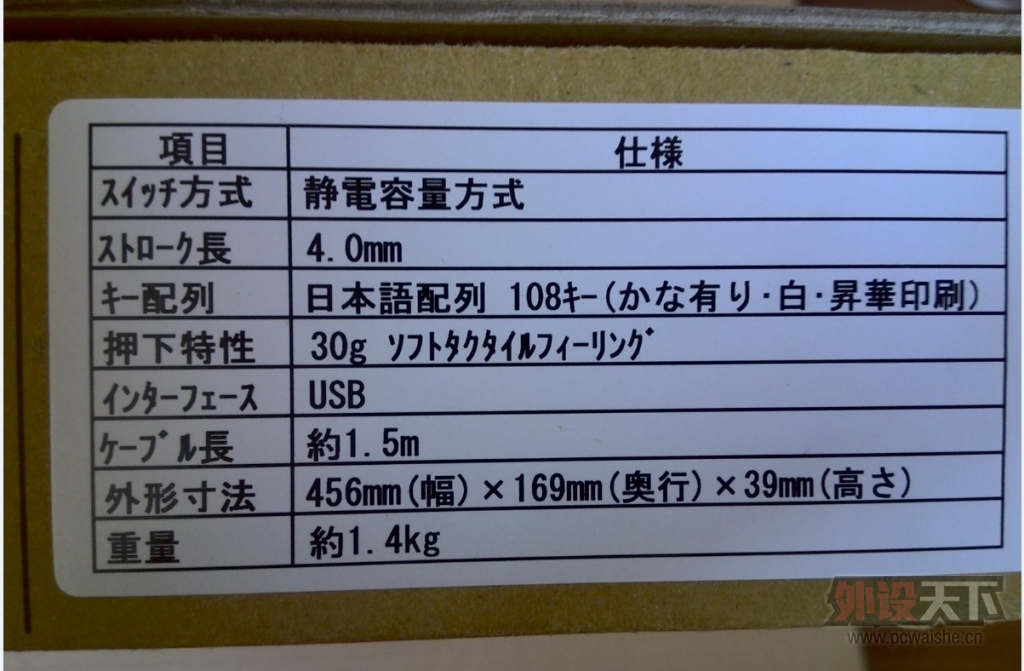 項目 仕様
ｽｲｯﾁ方式 静電容量方式
ｽﾄﾛｰｸ長 4.0mm
ｷｰ配列 日本語配列 108ｷｰ(かな有り・白・昇華印刷)
押下特性 30g ｿﾌﾄﾀｸﾀｲﾙﾌｨｰﾘﾝｸﾞ
ｲﾝﾀｰﾌｪｰｽ USB
ｹｰﾌﾞﾙ長 約1.5m
外形寸法 456mm(幅)×169mm(奥行)×39mm(高さ)
重量 約1.4kg
外设天下
www.pcwaishe.cn